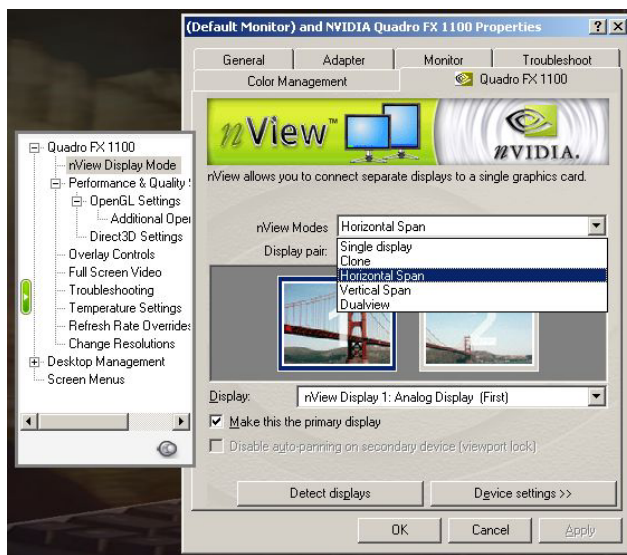 (Default Monitor) and NVIDIA Quadro FX 1100 Properties
General Adapter Monitor Troubleshoot
Color Management Quadro FX 1100
nView™
NVIDIA.
nView allows you to connect separate displays to a single graphics card.
nView Modes Horizontal Span
Single display
Clone
Horizontal Span
Vertical Span
Dualview
Display pair:
1 2
Display: nView Display 1: Analog Display (First)
Make this the primary display
Disable auto-panning on secondary device (viewport lock)
Detect displays Device settings >>
OK Cancel Apply
Quadro FX 1100
nView Display Mode
Performance & Quality
OpenGL Settings
Additional Oper
Direct3D Settings
Overlay Controls
Full Screen Video
Troubleshooting
Temperature Settings
Refresh Rate Overrides
Change Resolutions
Desktop Management
Screen Menus